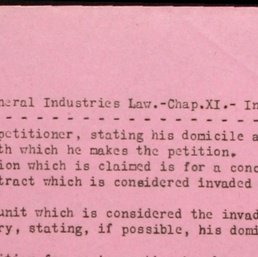 neral Industries Law.-Chap.XI.- In
- - - - - - - - - - - - - - - - - - - - - - - - - -
petitioner, stating his domicile a
th which he makes the petition.
ion which is claimed is for a conc
tract which is considered invaded
unit which is considered the invad
ry, stating, if possible, his domi